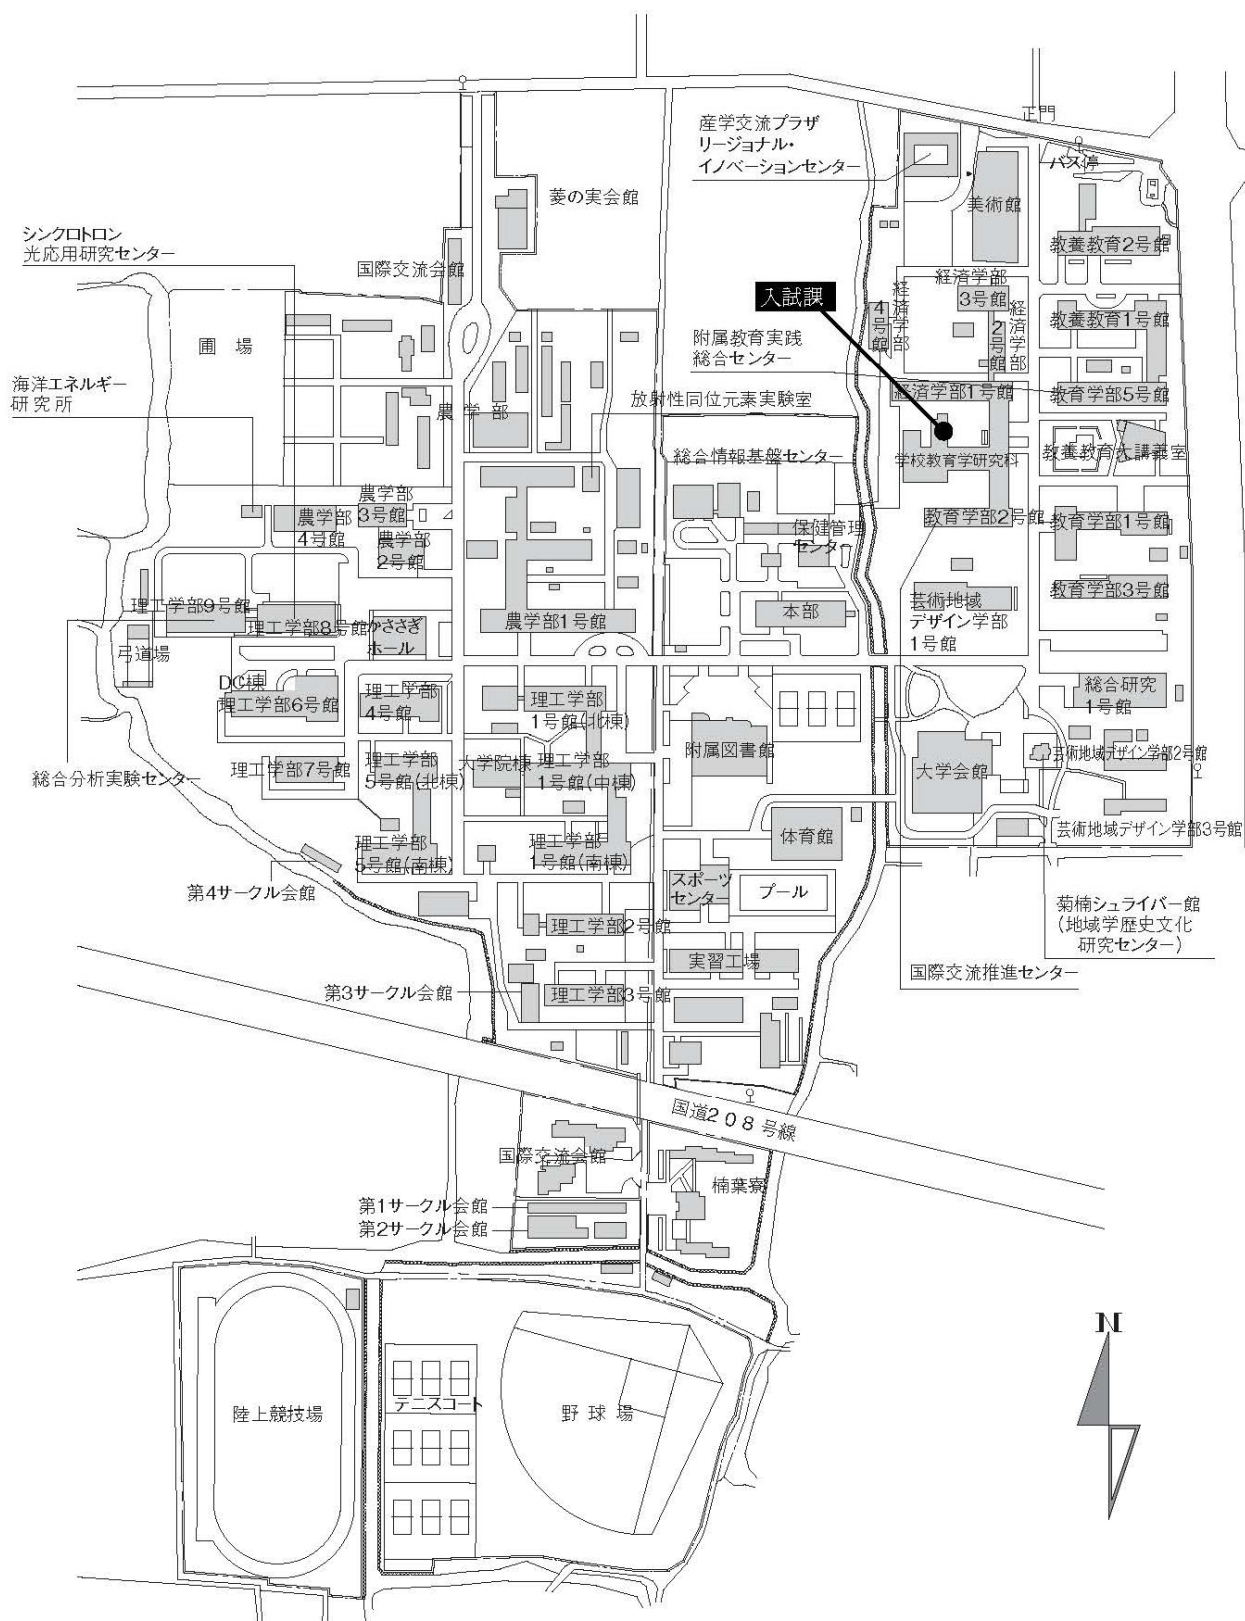 正門
バス停
産学交流プラザ
リージョナル・
イノベーションセンター
美術館
菱の実会館
シンクロトロン
光応用研究センター
国際交流会館
教養教育2号館
入試課
経済学部
3号館
経済学部
4号館
経済学部
2号館
教養教育1号館
圃 場
附属教育実践
総合センター
海洋エネルギー
研究所
経済学部1号館
教育学部5号館
農 学 部
放射性同位元素実験室
総合情報基盤センター
学校教育学研究科
教養教育大講義室
農学部
3号館
農学部
4号館
農学部
2号館
保健管理
センター
教育学部2号館
教育学部1号館
教育学部3号館
理工学部9号館
理工学部8号館
かささぎ
ホール
農学部1号館
本部
芸術地域
デザイン学部
1号館
弓道場
DC棟
理工学部6号館
理工学部
4号館
理工学部
1号館(北棟)
総合研究
1号館
総合分析実験センター
理工学部7号館
理工学部
5号館(北棟)
大学院棟
理工学部
1号館(中棟)
附属図書館
大学会館
芸術地域デザイン学部2号館
理工学部
5号館(南棟)
理工学部
1号館(南棟)
体育館
芸術地域デザイン学部3号館
第4サークル会館
スポーツ
センター
プール
菊楠シュライバー館
(地域学歴史文化
研究センター)
理工学部2号館
実習工場
国際交流推進センター
第3サークル会館
理工学部3号館
国道208号線
国際交流会館
楠葉寮
第1サークル会館
第2サークル会館
N
陸上競技場
テニスコート
野球場